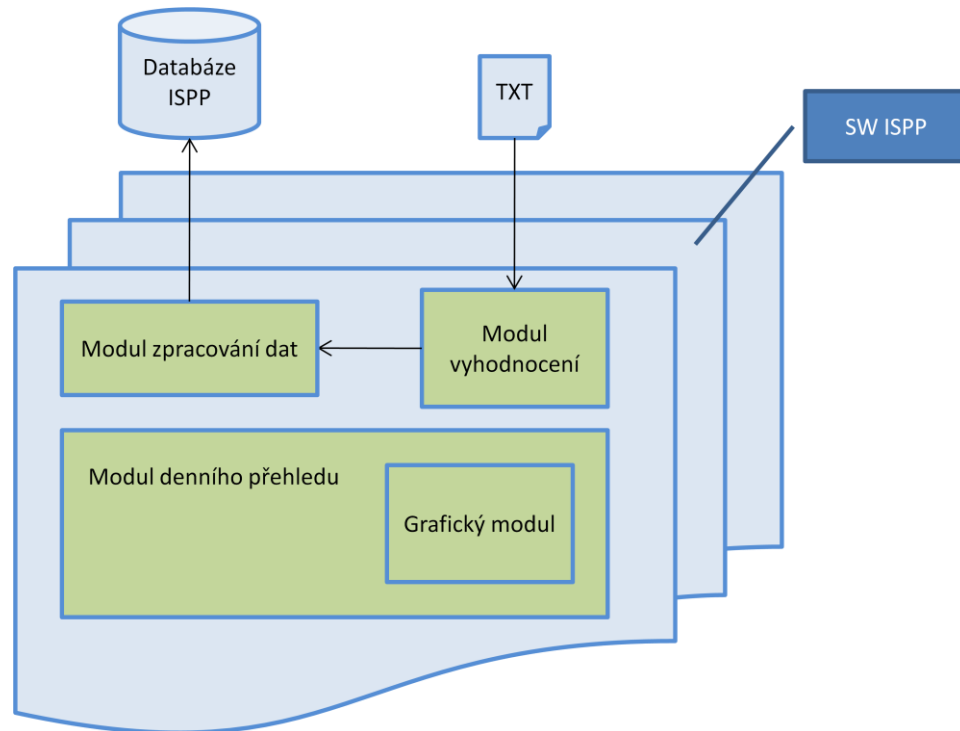 Databáze
ISPP
TXT
SW ISPP
Modul zpracování dat
Modul
vyhodnocení
Modul denního přehledu
Grafický modul